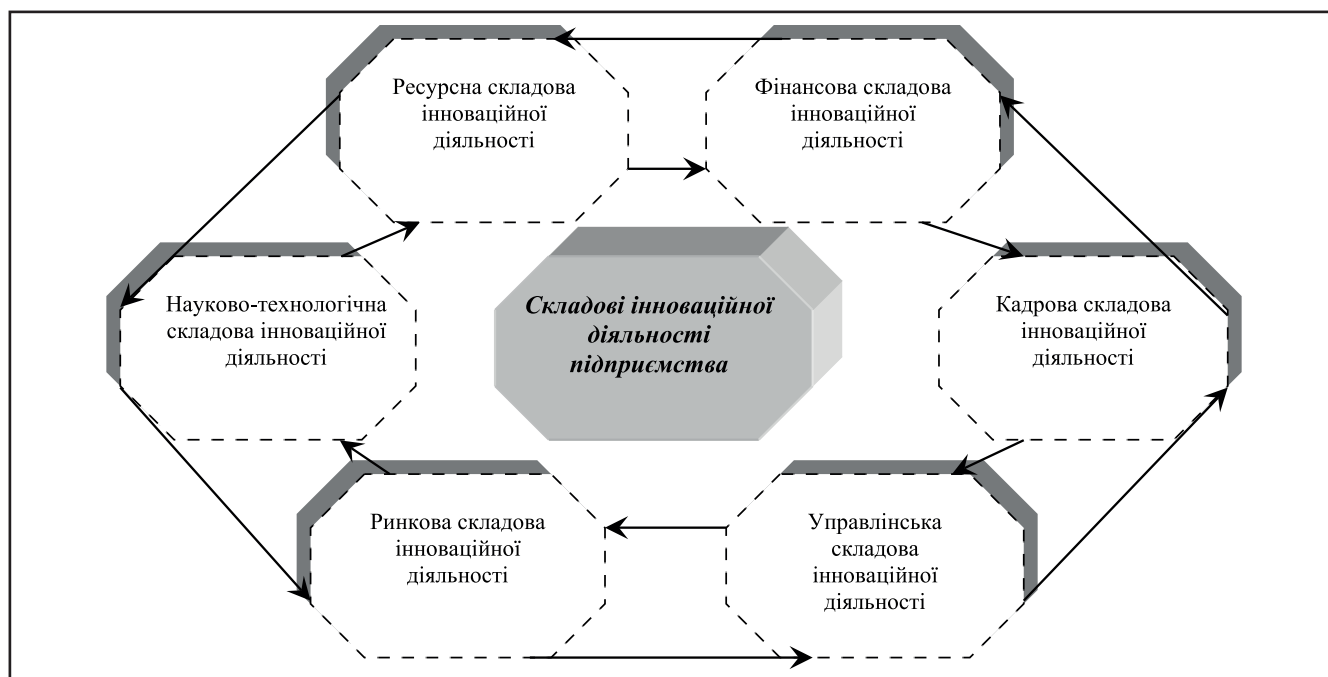 Ресурсна складова
інноваційної
діяльності
Фінансова складова
інноваційної
діяльності
Науково-технологічна
складова інноваційної
діяльності
Складові інноваційної
діяльності
підприємства
Кадрова складова
інноваційної
діяльності
Ринкова складова
інноваційної
діяльності
Управлінська
складова
інноваційної
діяльності